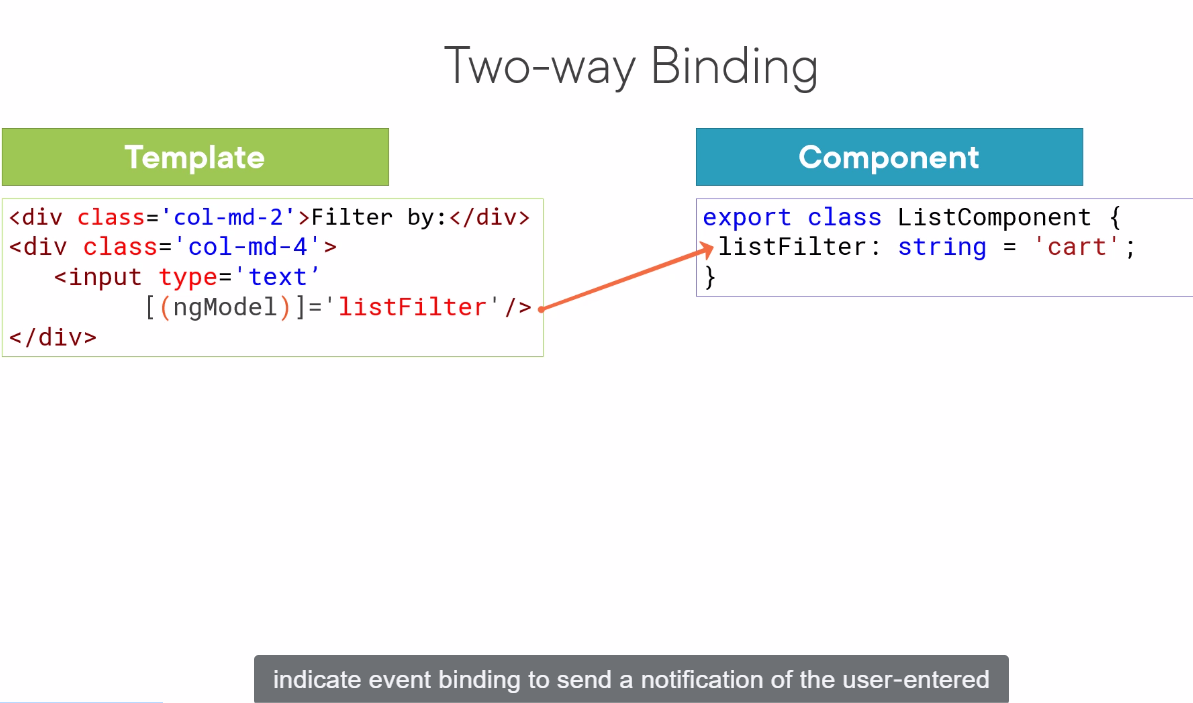 Two-way Binding
Template
Component
<div class='col-md-2'>Filter by:</div>
<div class='col-md-4'>
<input type='text’
[(ngModel)]='listFilter'/>
</div>
export class ListComponent {
listFilter: string = 'cart';
}
indicate event binding to send a notification of the user-entered